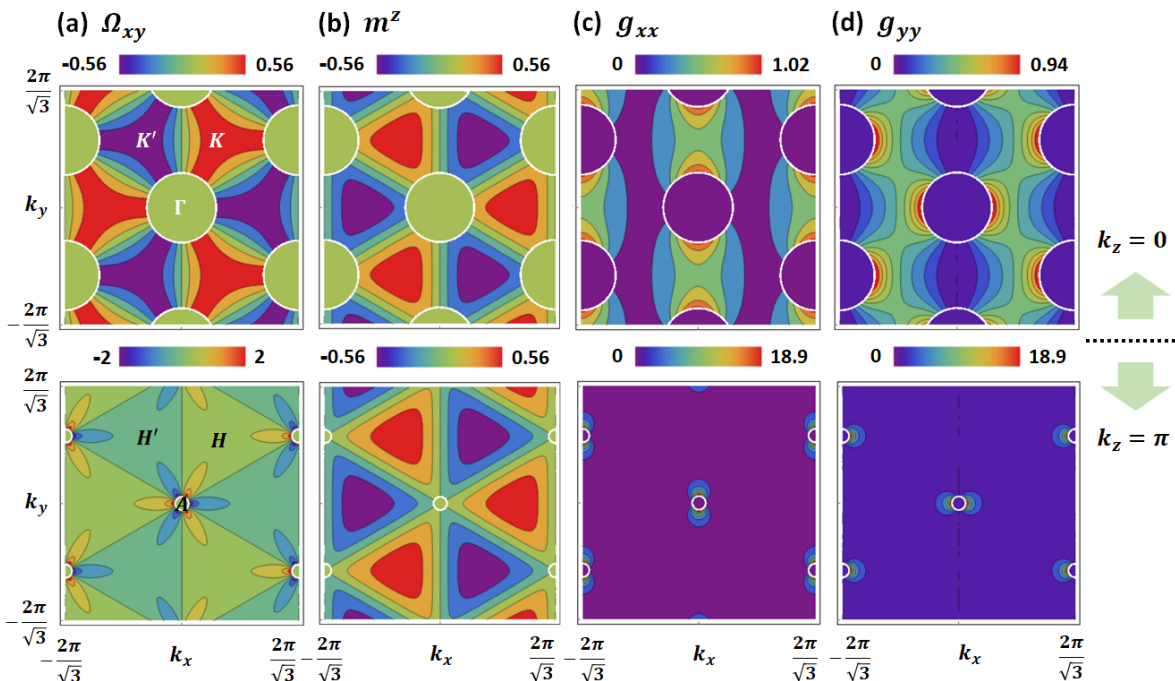 (a) Ω_xy (b) m^z (c) g_xx (d) g_yy
-0.56 0.56 -0.56 0.56 0 1.02 0 0.94
2π/√3
K' K
Γ
k_y
k_z = 0
-2π/√3
-2 2 -0.56 0.56 0 18.9 0 18.9
2π/√3
H' H
k_z = π
A
k_y
-2π/√3
-2π/√3 k_x 2π/√3 -2π/√3 k_x 2π/√3 -2π/√3 k_x 2π/√3 -2π/√3 k_x 2π/√3